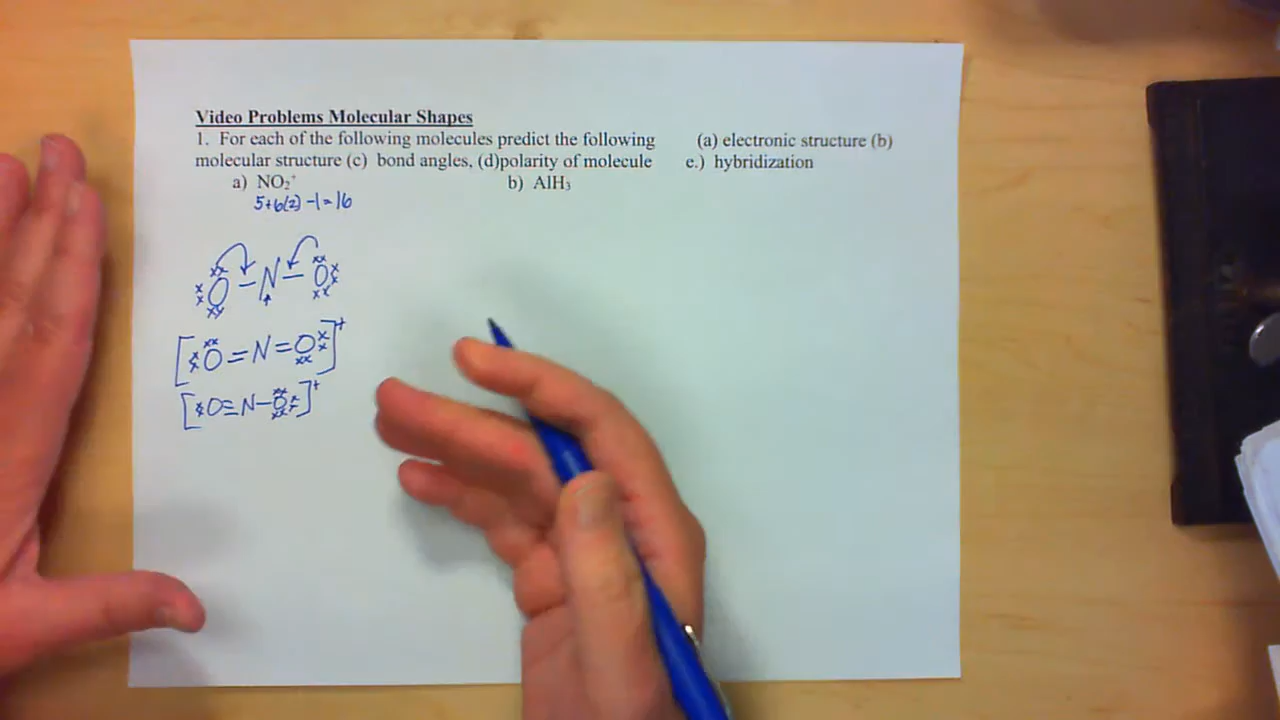 Video Problems Molecular Shapes
1. For each of the following molecules predict the following (a) electronic structure (b)
molecular structure (c) bond angles, (d)polarity of molecule e.) hybridization
a) NO₂⁺ b) AlH₃
5+6(2)-1=16
O-N-O
[O=N=O]⁺
[O≡N-O]⁺